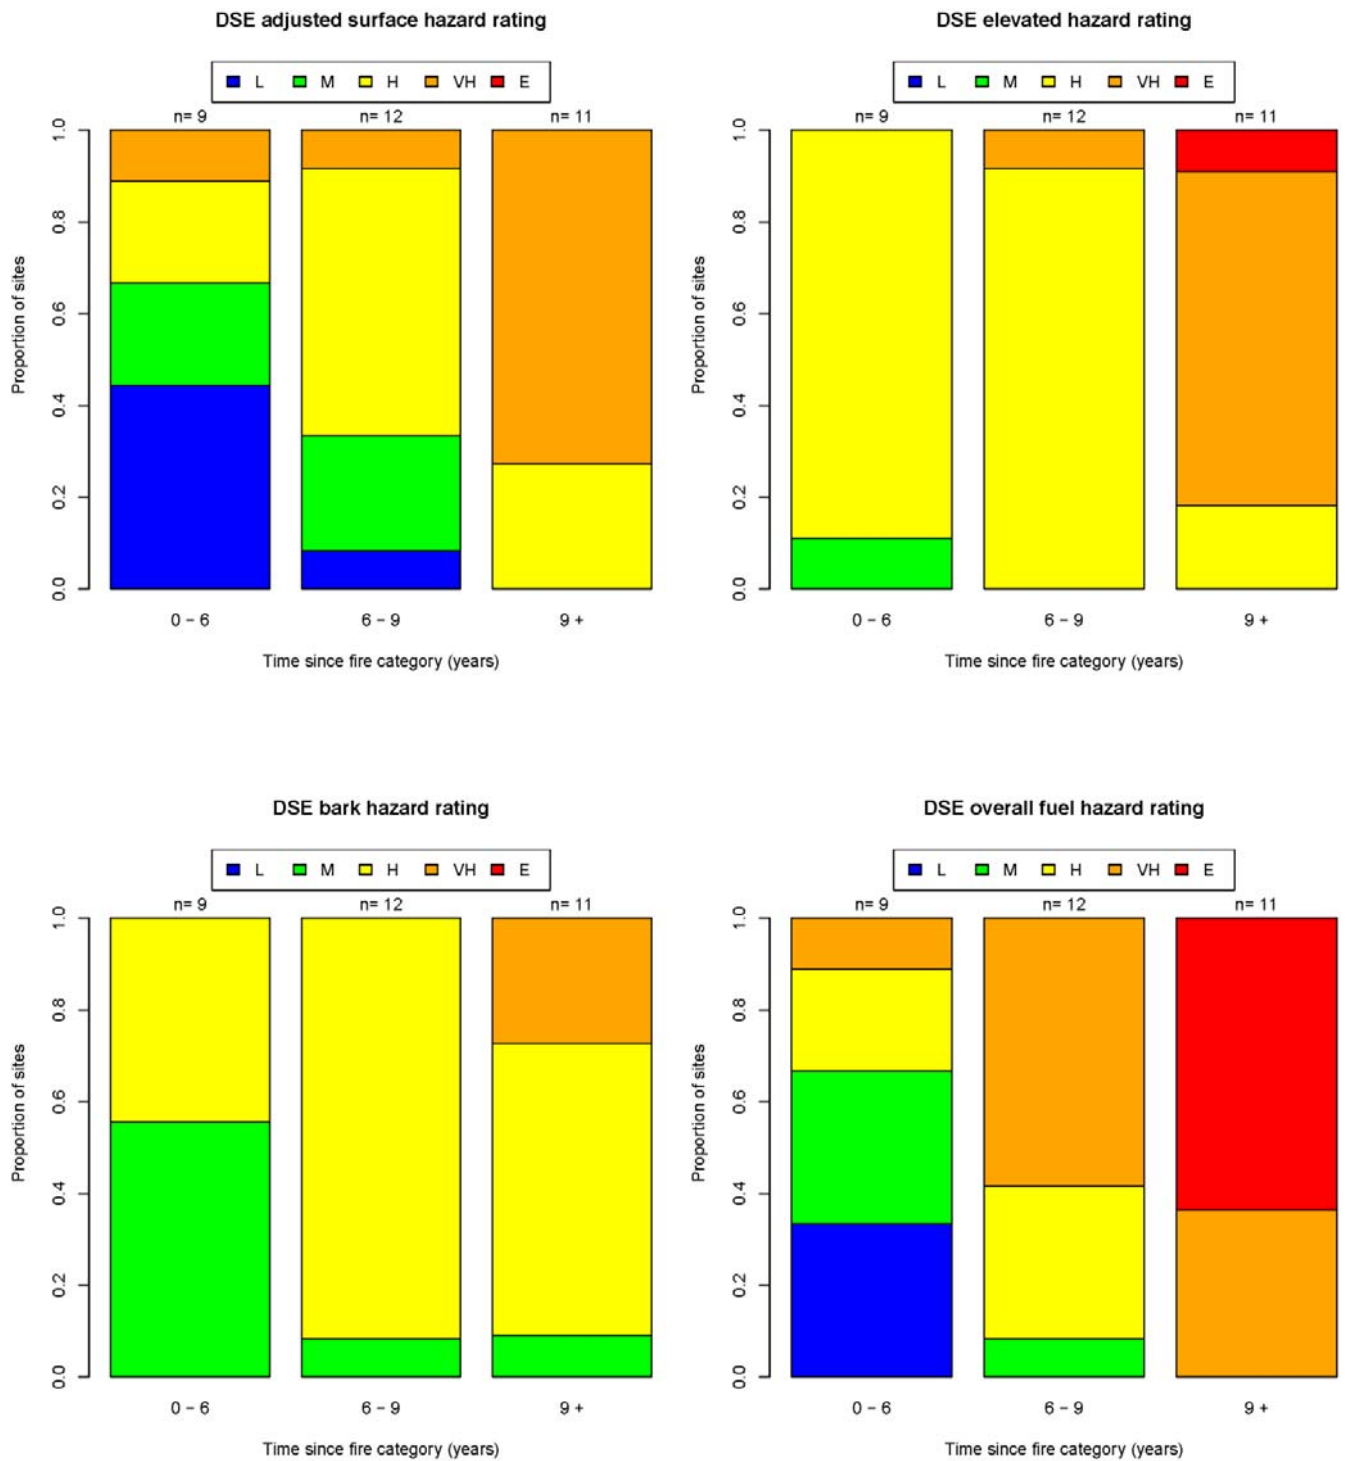 DSE adjusted surface hazard rating
L M H VH E
n= 9 n= 12 n= 11
Proportion of sites
0.0 0.2 0.4 0.6 0.8 1.0
0 – 6 6 – 9 9 +
Time since fire category (years)
DSE elevated hazard rating
L M H VH E
n= 9 n= 12 n= 11
Proportion of sites
0.0 0.2 0.4 0.6 0.8 1.0
0 – 6 6 – 9 9 +
Time since fire category (years)
DSE bark hazard rating
L M H VH E
n= 9 n= 12 n= 11
Proportion of sites
0.0 0.2 0.4 0.6 0.8 1.0
0 – 6 6 – 9 9 +
Time since fire category (years)
DSE overall fuel hazard rating
L M H VH E
n= 9 n= 12 n= 11
Proportion of sites
0.0 0.2 0.4 0.6 0.8 1.0
0 – 6 6 – 9 9 +
Time since fire category (years)